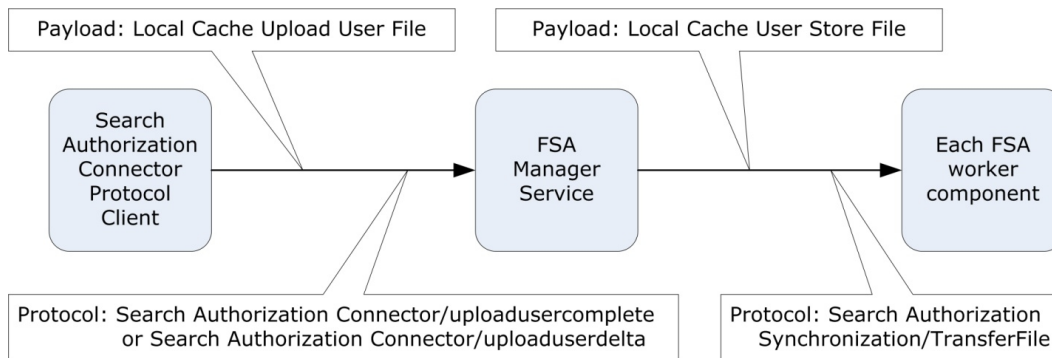 Payload: Local Cache Upload User File
Payload: Local Cache User Store File
Search
Authorization
Connector
Protocol
Client
FSA
Manager
Service
Each FSA
worker
component
Protocol: Search Authorization Connector/uploadusercomplete
or Search Authorization Connector/uploaduserdelta
Protocol: Search Authorization
Synchronization/TransferFile